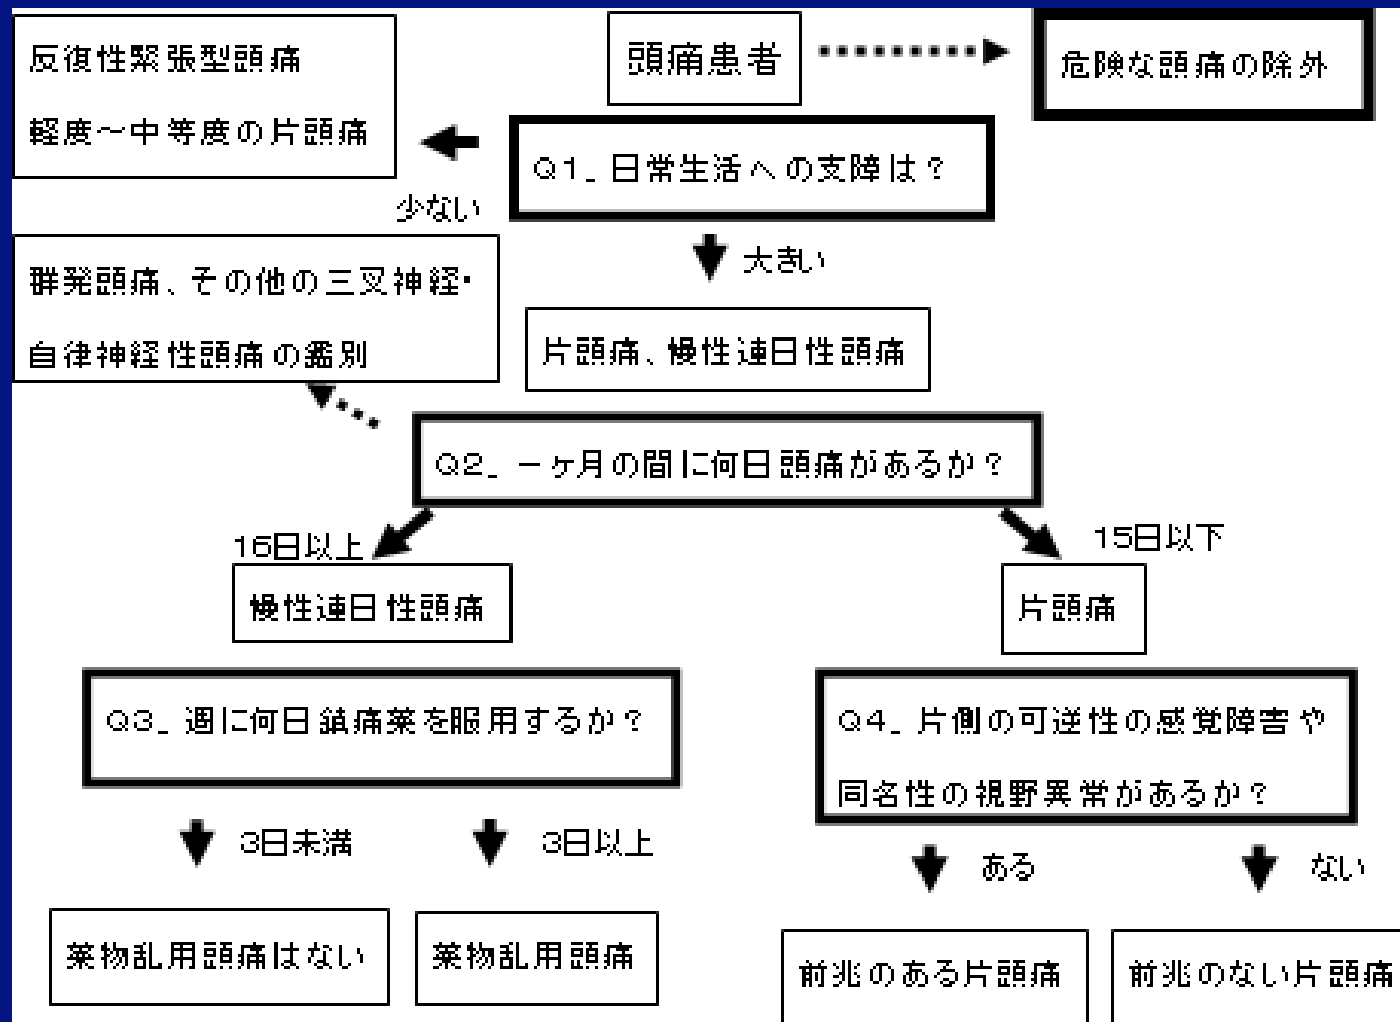 頭痛患者
危険な頭痛の除外
反復性緊張型頭痛
軽度～中等度の片頭痛
Q1_日常生活への支障は？
少ない
大きい
群発頭痛、その他の三叉神経・
自律神経性頭痛の鑑別
片頭痛、慢性連日性頭痛
Q2_一ヶ月の間に何日頭痛があるか？
16日以上
15日以下
慢性連日性頭痛
片頭痛
Q3_週に何日鎮痛薬を服用するか？
Q4_片側の可逆性の感覚障害や
同名性の視野異常があるか？
3日未満
3日以上
ある
ない
薬物乱用頭痛はない
薬物乱用頭痛
前兆のある片頭痛
前兆のない片頭痛